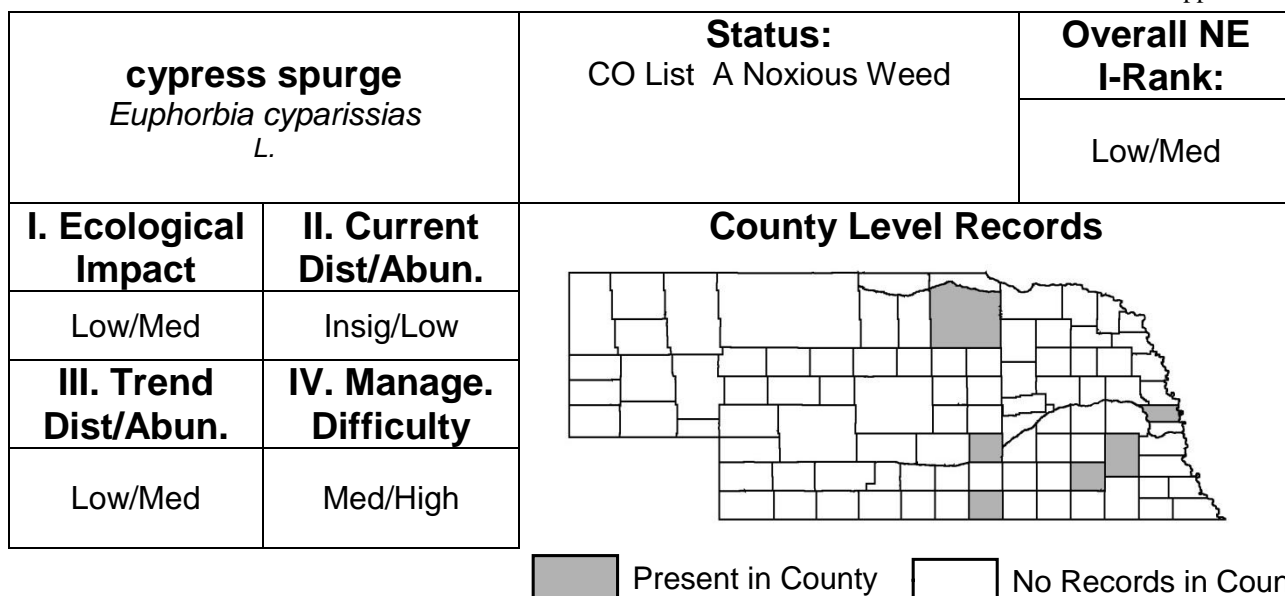 cypress spurge
Euphorbia cyparissias
L.
Status:
CO List A Noxious Weed
Overall NE
I-Rank:
Low/Med
I. Ecological
Impact
II. Current
Dist/Abun.
Low/Med
Insig/Low
III. Trend
Dist/Abun.
IV. Manage.
Difficulty
Low/Med
Med/High
County Level Records
Present in County
No Records in Coun